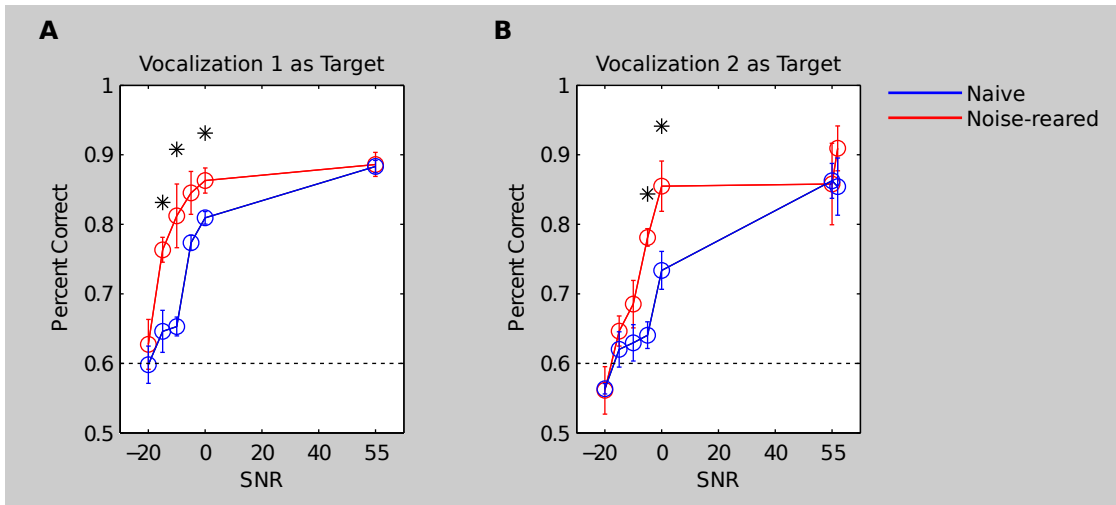 A
B
Vocalization 1 as Target
Vocalization 2 as Target
Naive
Noise-reared
1
0.9
0.8
0.7
0.6
0.5
Percent Correct
−20 0 20 40 55
SNR
1
0.9
0.8
0.7
0.6
0.5
Percent Correct
−20 0 20 40 55
SNR